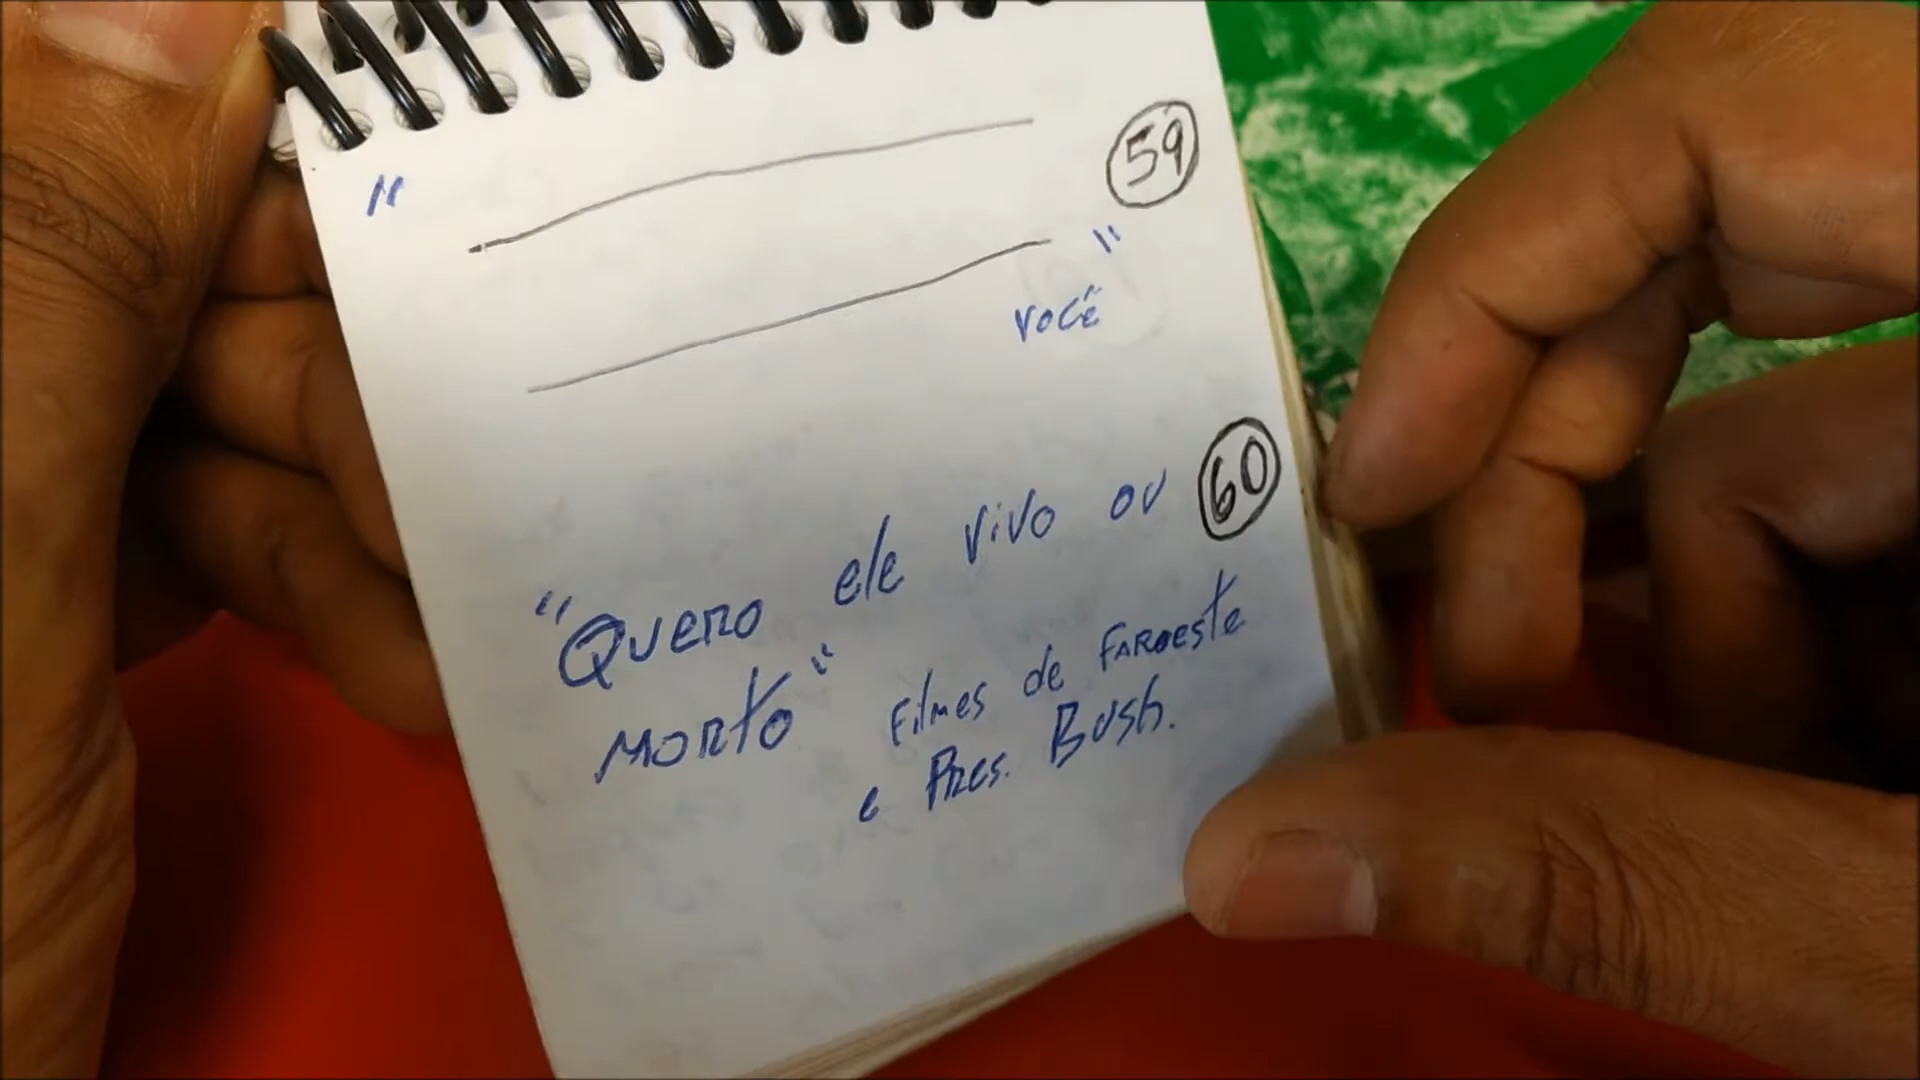 59
"                "
você
"Quero ele vivo ou 60
morto" Filmes de Faroeste
e Pres. Bush.